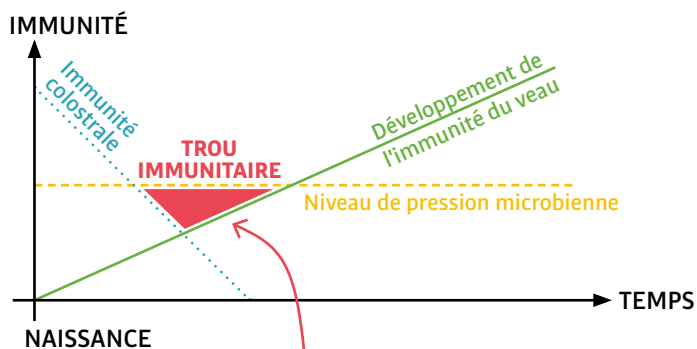 IMMUNITÉ
Immunité
colostrale
TROU
IMMUNITAIRE
Développement de
l'immunité du veau
Niveau de pression microbienne
TEMPS
NAISSANCE